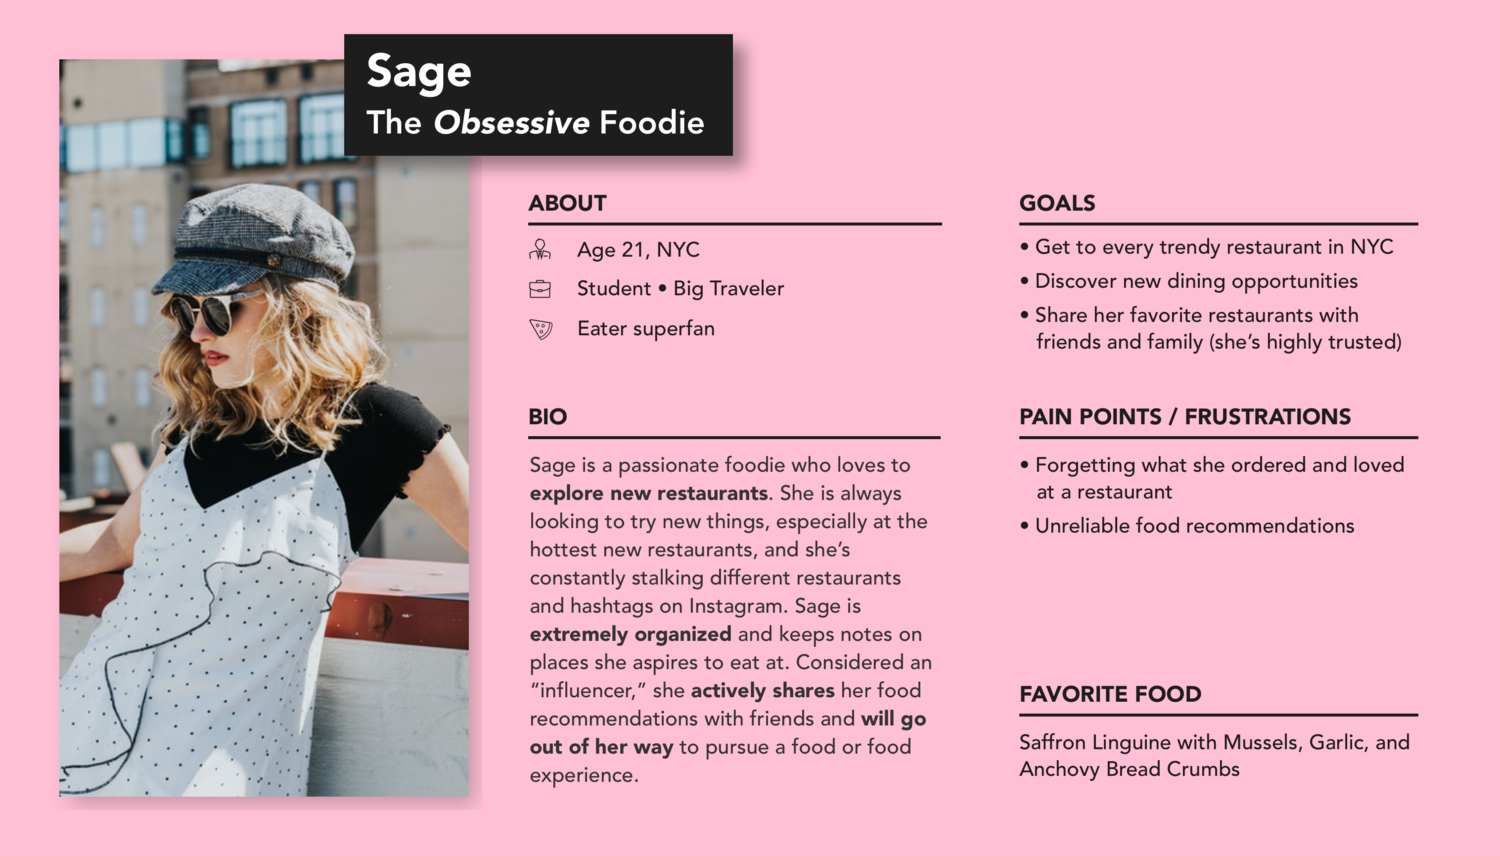 Sage
The Obsessive Foodie
ABOUT
Age 21, NYC
Student • Big Traveler
Eater superfan
BIO
Sage is a passionate foodie who loves to
explore new restaurants. She is always
looking to try new things, especially at the
hottest new restaurants, and she’s
constantly stalking different restaurants
and hashtags on Instagram. Sage is
extremely organized and keeps notes on
places she aspires to eat at. Considered an
“influencer,” she actively shares her food
recommendations with friends and will go
out of her way to pursue a food or food
experience.
GOALS
• Get to every trendy restaurant in NYC
• Discover new dining opportunities
• Share her favorite restaurants with
friends and family (she’s highly trusted)
PAIN POINTS / FRUSTRATIONS
• Forgetting what she ordered and loved
at a restaurant
• Unreliable food recommendations
FAVORITE FOOD
Saffron Linguine with Mussels, Garlic, and
Anchovy Bread Crumbs